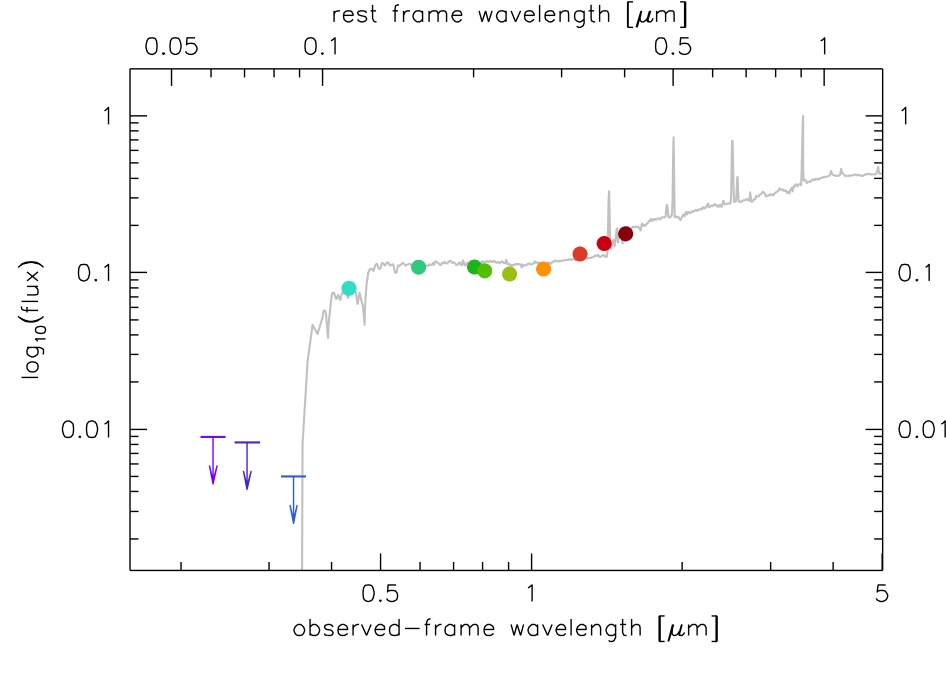 rest frame wavelength [μm]
0.05 0.1 0.5 1
1 1
0.1 0.1
0.01 0.01
log10(flux)
0.5 1 5
observed-frame wavelength [μm]